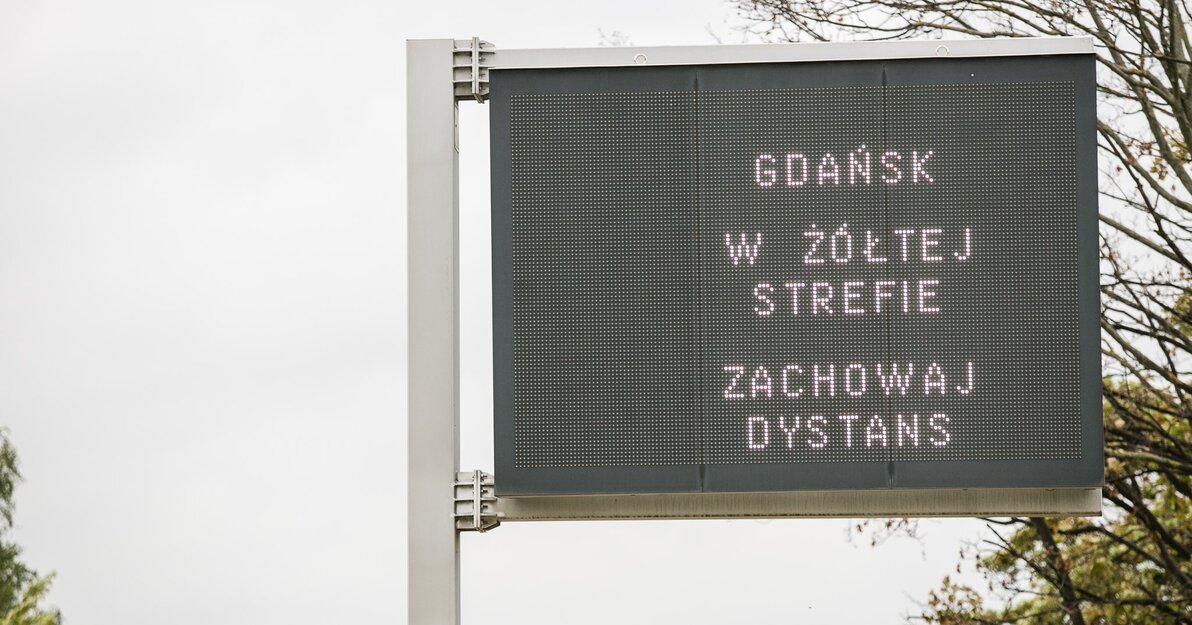 GDAŃSK
W ŻÓŁTEJ
STREFIE
ZACHOWAJ
DYSTANS